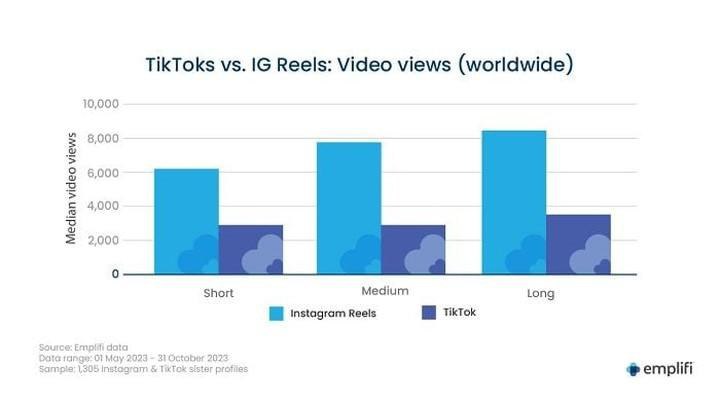 TikToks vs. IG Reels: Video views (worldwide)
10,000
8,000
6,000
4,000
2,000
0
Median video views
Short
Medium
Long
Instagram Reels
TikTok
Source: Emplifi data
Data range: 01 May 2023 - 31 October 2023
Sample: 1,305 Instagram & TikTok sister profiles
emplifi